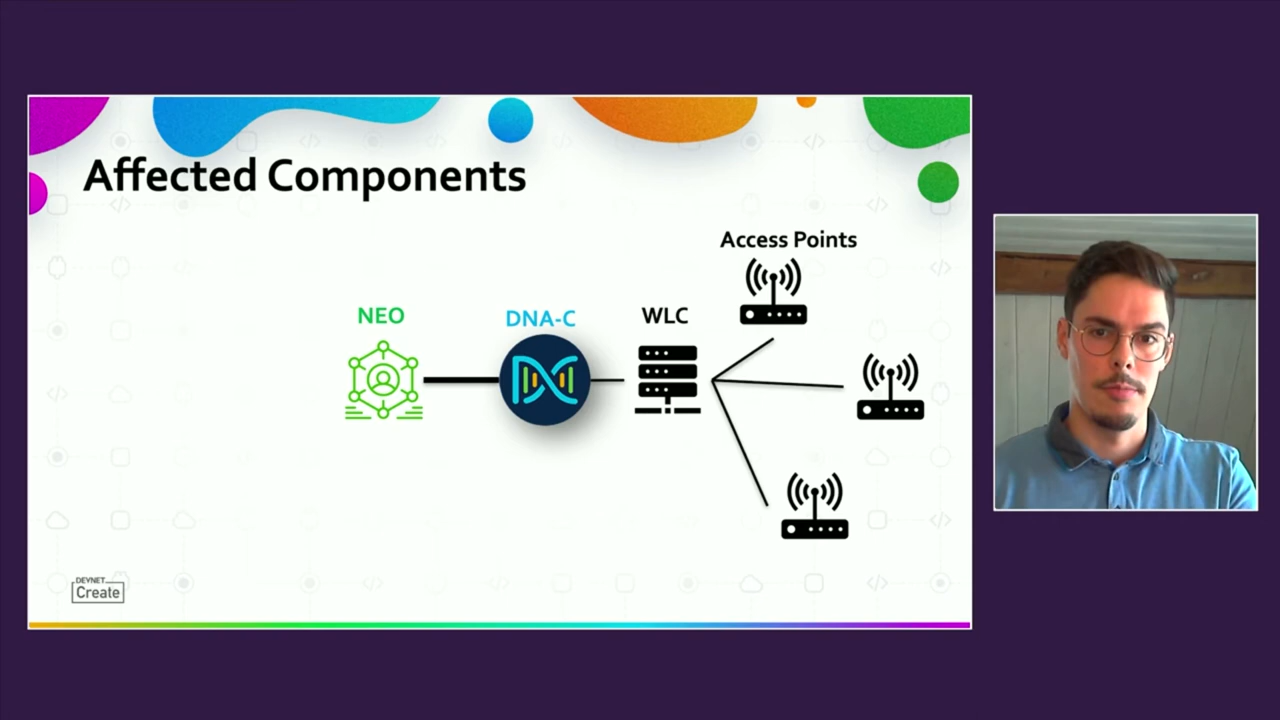 Affected Components
Access Points
NEO
DNA-C
WLC
DEVNET
Create